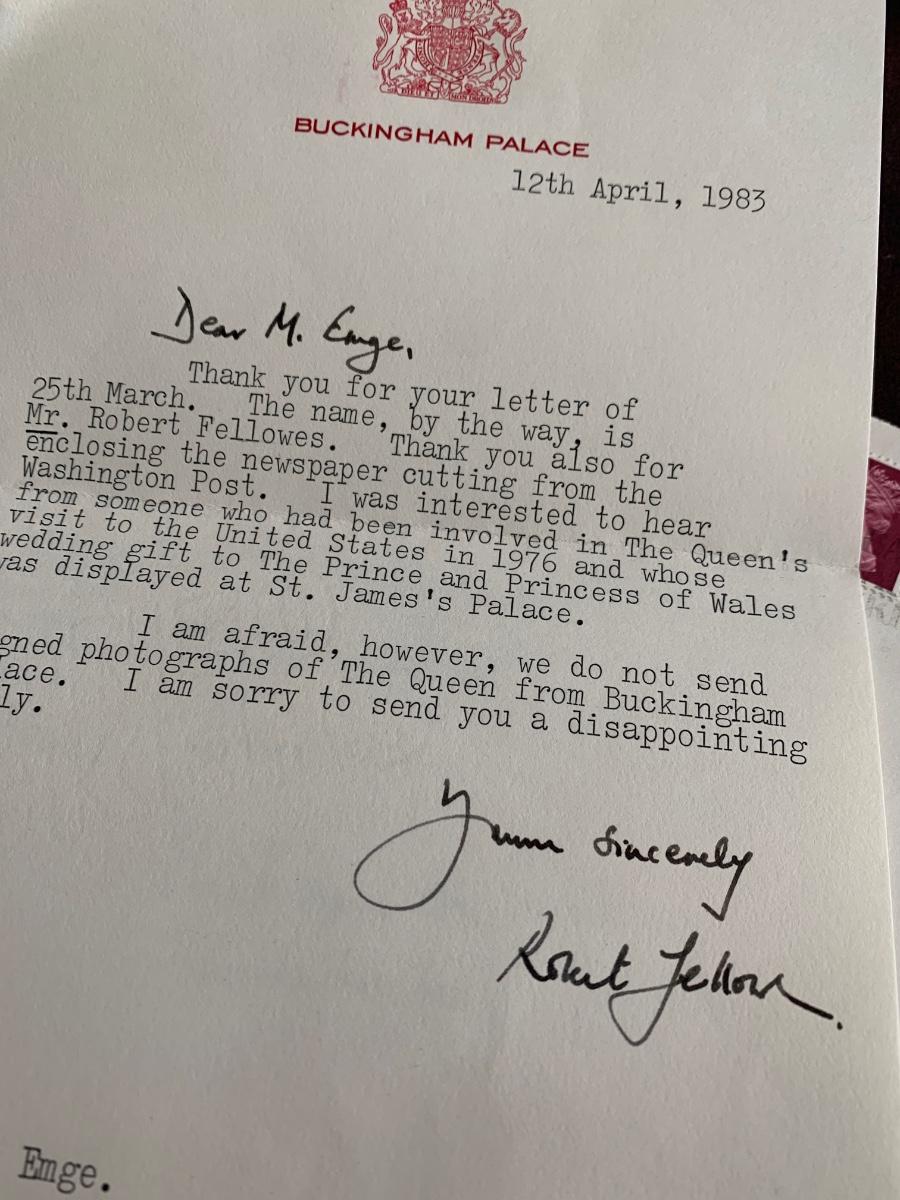 BUCKINGHAM PALACE
12th April, 1983
Dear M. Emge,
Thank you for your letter of
25th March. The name, by the way, is
Mr. Robert Fellowes. Thank you also for
enclosing the newspaper cutting from the
Washington Post. I was interested to hear
from someone who had been involved in The Queen's
visit to the United States in 1976 and whose
wedding gift to The Prince and Princess of Wales
was displayed at St. James's Palace.
I am afraid, however, we do not send
gned photographs of The Queen from Buckingham
lace. I am sorry to send you a disappointing
ly.
Yours sincerely
Robert Fellowes.
Emge.